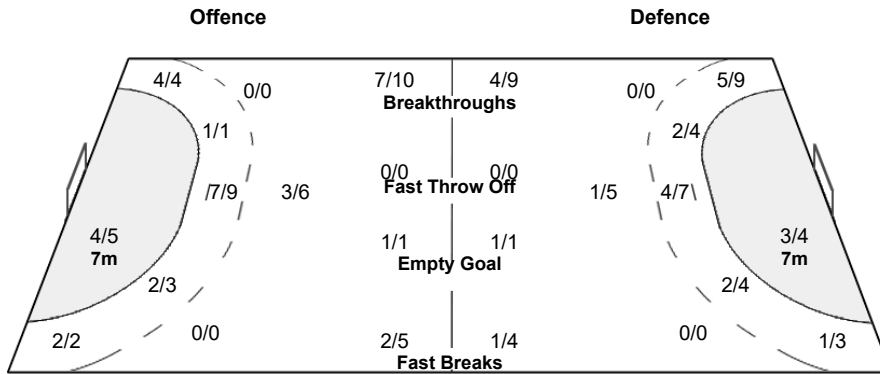 Offence Defence
4/4 0/0 7/10 4/9 0/0 5/9
Breakthroughs
1/1 2/4
0/0 0/0
Fast Throw Off
7/9 3/6 1/5 4/7
4/5 1/1 1/1 3/4
7m Empty Goal 7m
2/3 2/4
2/2 0/0 2/5 1/4 0/0 1/3
Fast Breaks